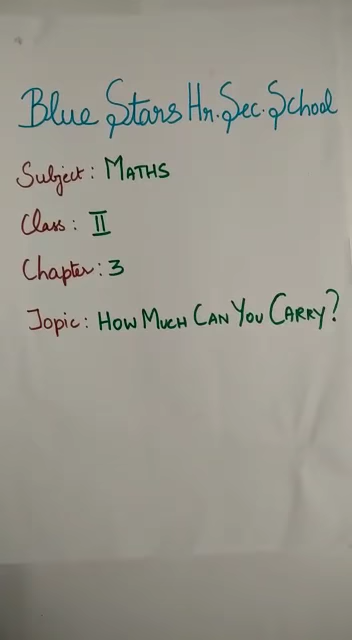 Blue Stars Hr. Sec. School
Subject: MATHS
Class: II
Chapter: 3
Topic: HOW MUCH CAN YOU CARRY?